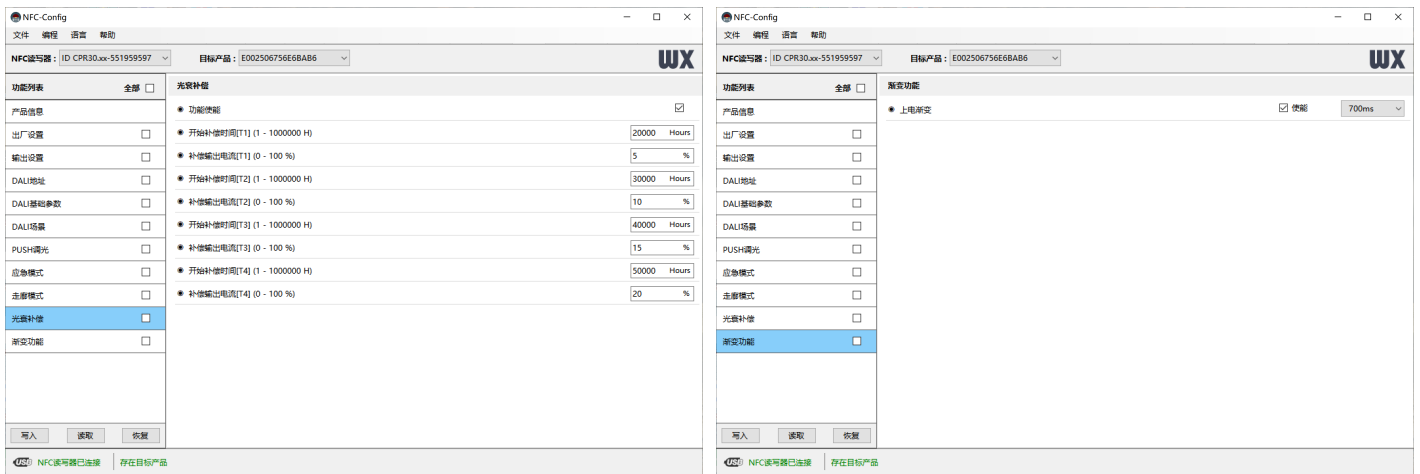 NFC-Config
文件 编程 语言 帮助
NFC读写器： ID CPR30.xx-551959597 目标产品： E002506756E6BAB6 WX
功能列表 全部
产品信息
出厂设置
输出设置
DALI地址
DALI基础参数
DALI场景
PUSH调光
应急模式
走廊模式
光衰补偿
渐变功能
光衰补偿
功能使能
开始补偿时间[T1] (1 - 1000000 H) 20000 Hours
补偿输出电流[T1] (0 - 100 %) 5 %
开始补偿时间[T2] (1 - 1000000 H) 30000 Hours
补偿输出电流[T2] (0 - 100 %) 10 %
开始补偿时间[T3] (1 - 1000000 H) 40000 Hours
补偿输出电流[T3] (0 - 100 %) 15 %
开始补偿时间[T4] (1 - 1000000 H) 50000 Hours
补偿输出电流[T4] (0 - 100 %) 20 %
写入 读取 恢复
USB NFC读写器已连接 存在目标产品
NFC-Config
文件 编程 语言 帮助
NFC读写器： ID CPR30.xx-551959597 目标产品： E002506756E6BAB6 WX
功能列表 全部
产品信息
出厂设置
输出设置
DALI地址
DALI基础参数
DALI场景
PUSH调光
应急模式
走廊模式
光衰补偿
渐变功能
渐变功能
上电渐变 使能 700ms
写入 读取 恢复
USB NFC读写器已连接 存在目标产品